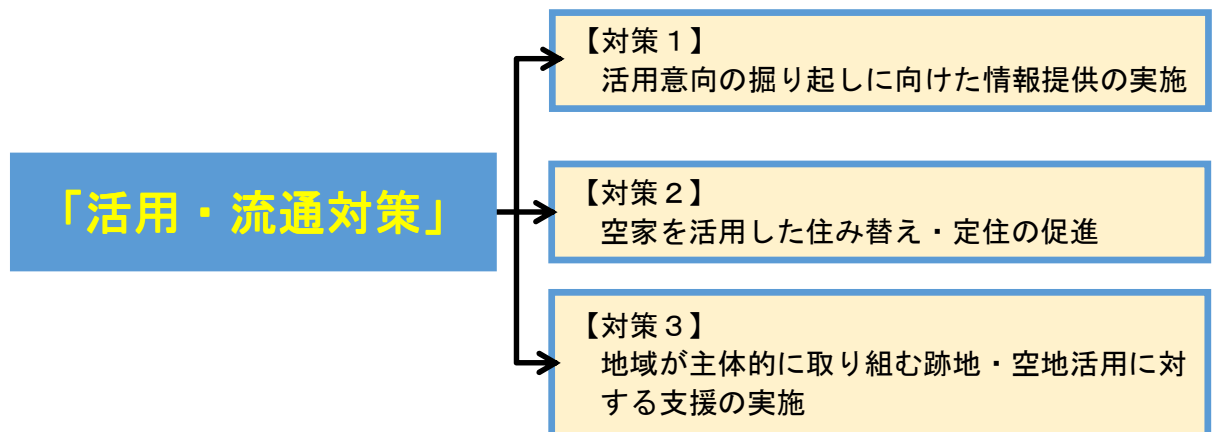 「活用・流通対策」
【対策１】
活用意向の掘り起しに向けた情報提供の実施
【対策２】
空家を活用した住み替え・定住の促進
【対策３】
地域が主体的に取り組む跡地・空地活用に対
する支援の実施